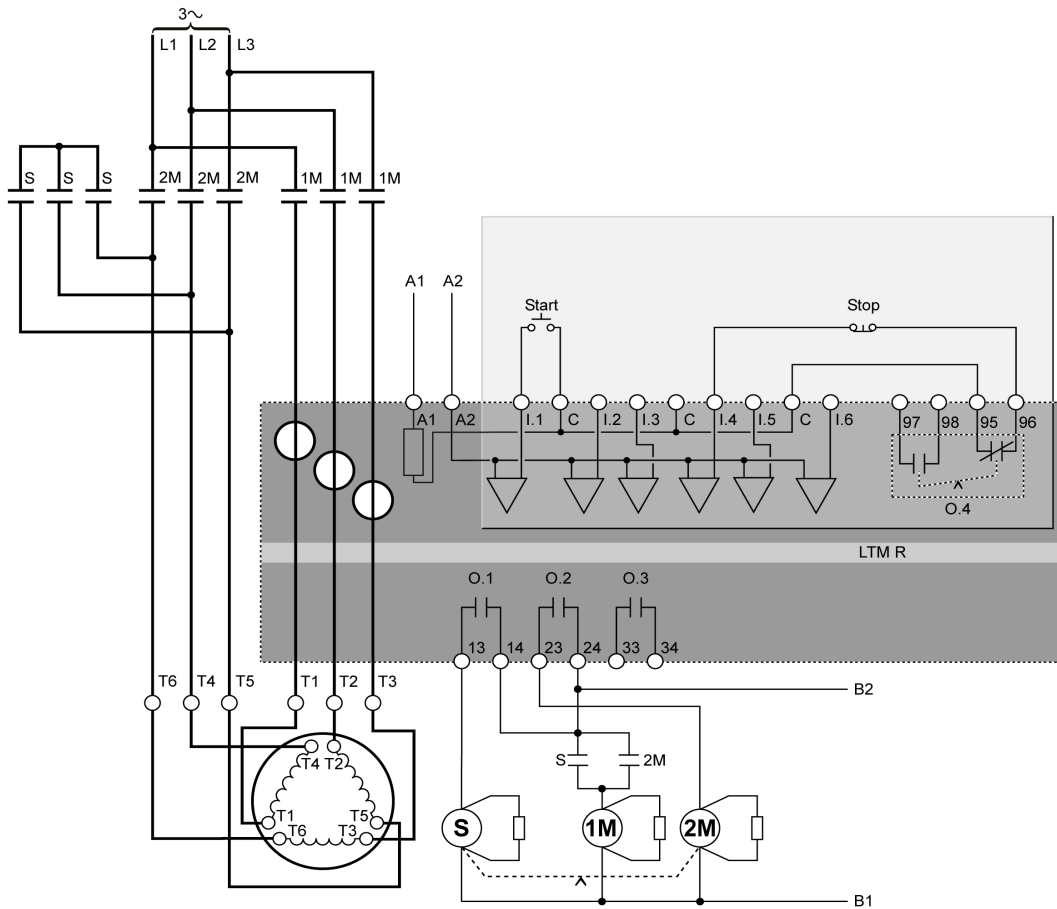 3~
L1 L2 L3
S S S 2M 2M 2M 1M 1M 1M
A1 A2
Start Stop
A1 A2 I.1 C I.2 I.3 C I.4 I.5 C I.6 97 98 95 96
O.4
LTM R
O.1 O.2 O.3
13 14 23 24 33 34
T6 T4 T5 T1 T2 T3
B2
T4 T2
S 2M
T1 T5
T6 T3
S 1M 2M
B1